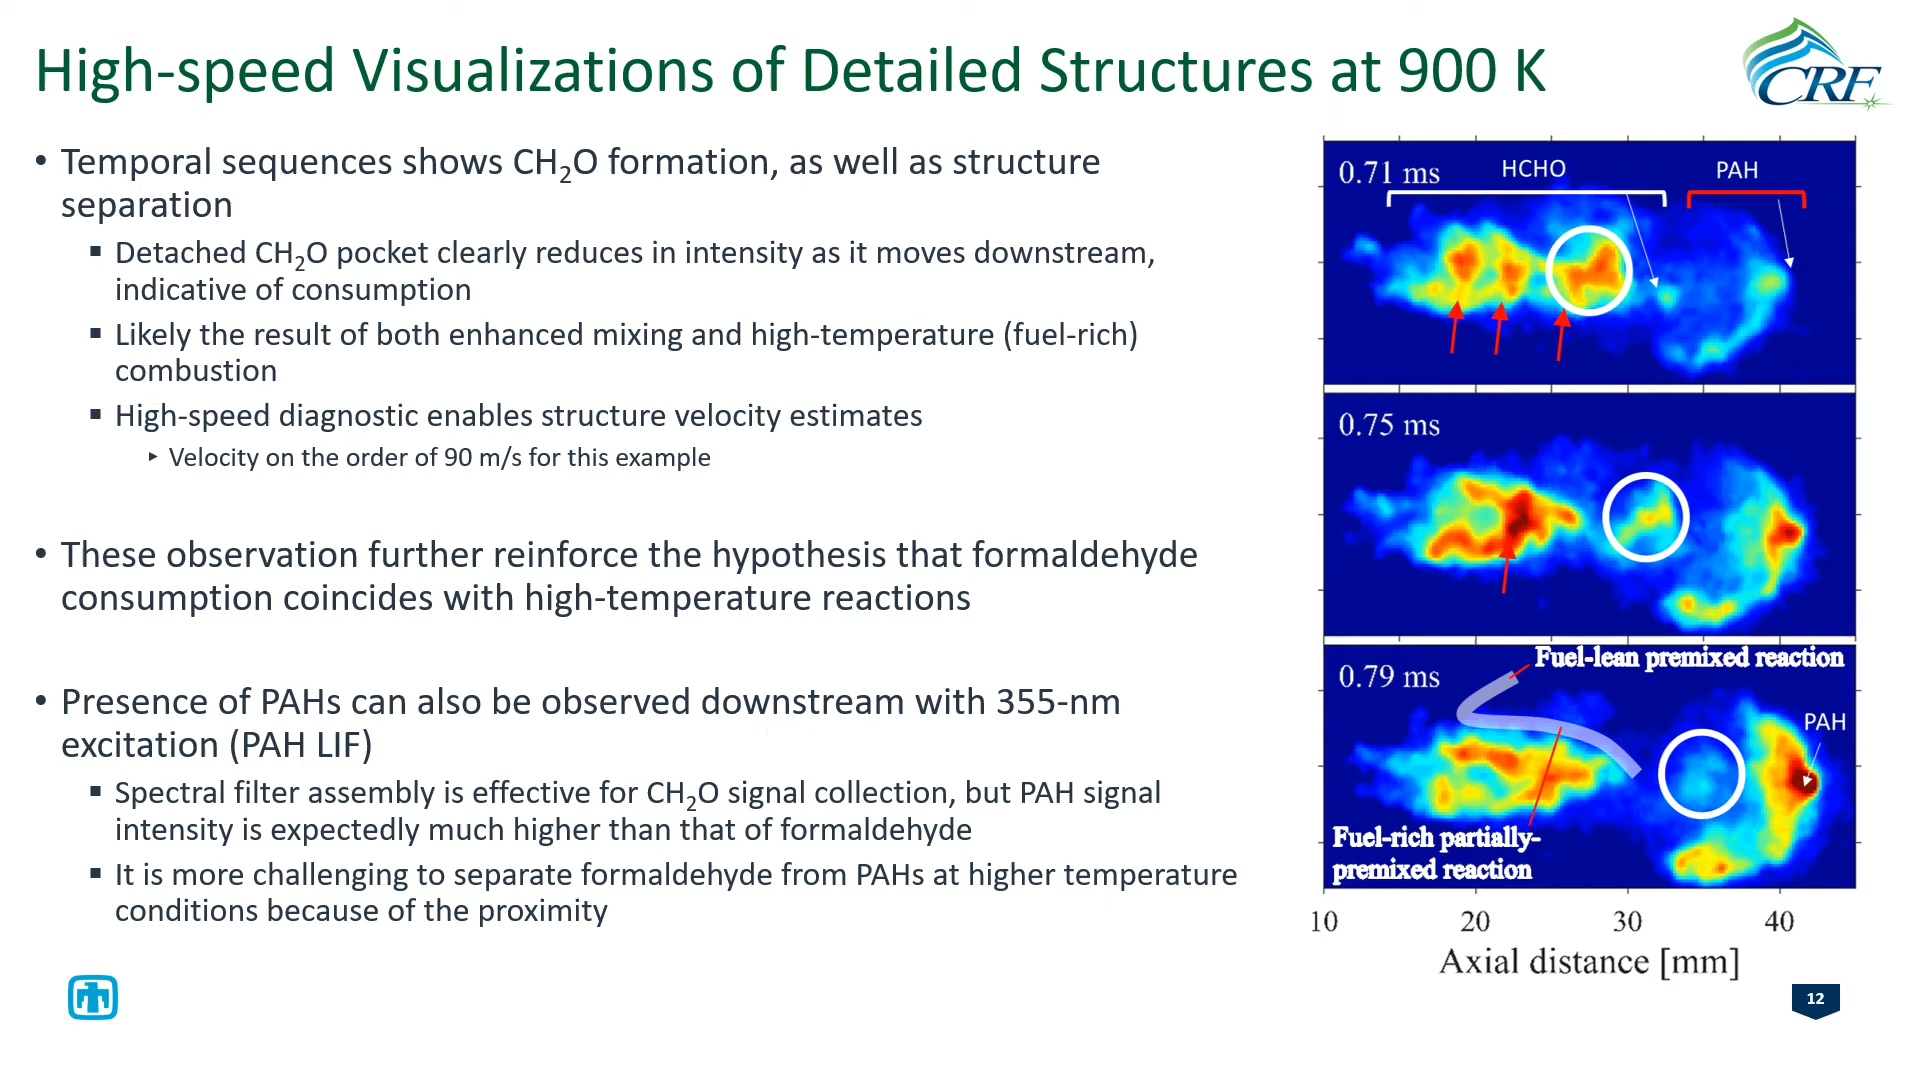 High-speed Visualizations of Detailed Structures at 900 K
CRF
• Temporal sequences shows CH₂O formation, as well as structure
separation
▪ Detached CH₂O pocket clearly reduces in intensity as it moves downstream,
indicative of consumption
▪ Likely the result of both enhanced mixing and high-temperature (fuel-rich)
combustion
▪ High-speed diagnostic enables structure velocity estimates
▸ Velocity on the order of 90 m/s for this example
• These observation further reinforce the hypothesis that formaldehyde
consumption coincides with high-temperature reactions
• Presence of PAHs can also be observed downstream with 355-nm
excitation (PAH LIF)
▪ Spectral filter assembly is effective for CH₂O signal collection, but PAH signal
intensity is expectedly much higher than that of formaldehyde
▪ It is more challenging to separate formaldehyde from PAHs at higher temperature
conditions because of the proximity
0.71 ms
HCHO
PAH
0.75 ms
0.79 ms
Fuel-lean premixed reaction
PAH
Fuel-rich partially-
premixed reaction
10 20 30 40
Axial distance [mm]
12